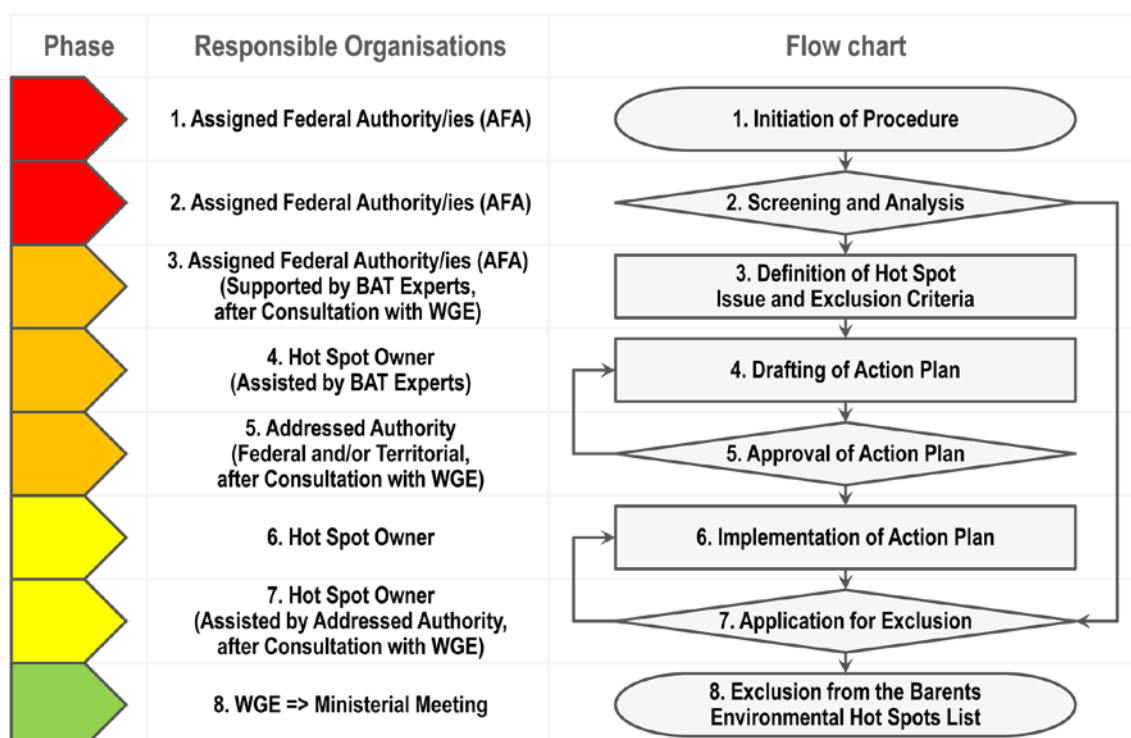 Phase
Responsible Organisations
Flow chart
1. Assigned Federal Authority/ies (AFA)
1. Initiation of Procedure
2. Assigned Federal Authority/ies (AFA)
2. Screening and Analysis
3. Assigned Federal Authority/ies (AFA)
(Supported by BAT Experts,
after Consultation with WGE)
3. Definition of Hot Spot
Issue and Exclusion Criteria
4. Hot Spot Owner
(Assisted by BAT Experts)
4. Drafting of Action Plan
5. Addressed Authority
(Federal and/or Territorial,
after Consultation with WGE)
5. Approval of Action Plan
6. Hot Spot Owner
6. Implementation of Action Plan
7. Hot Spot Owner
(Assisted by Addressed Authority,
after Consultation with WGE)
7. Application for Exclusion
8. WGE => Ministerial Meeting
8. Exclusion from the Barents
Environmental Hot Spots List